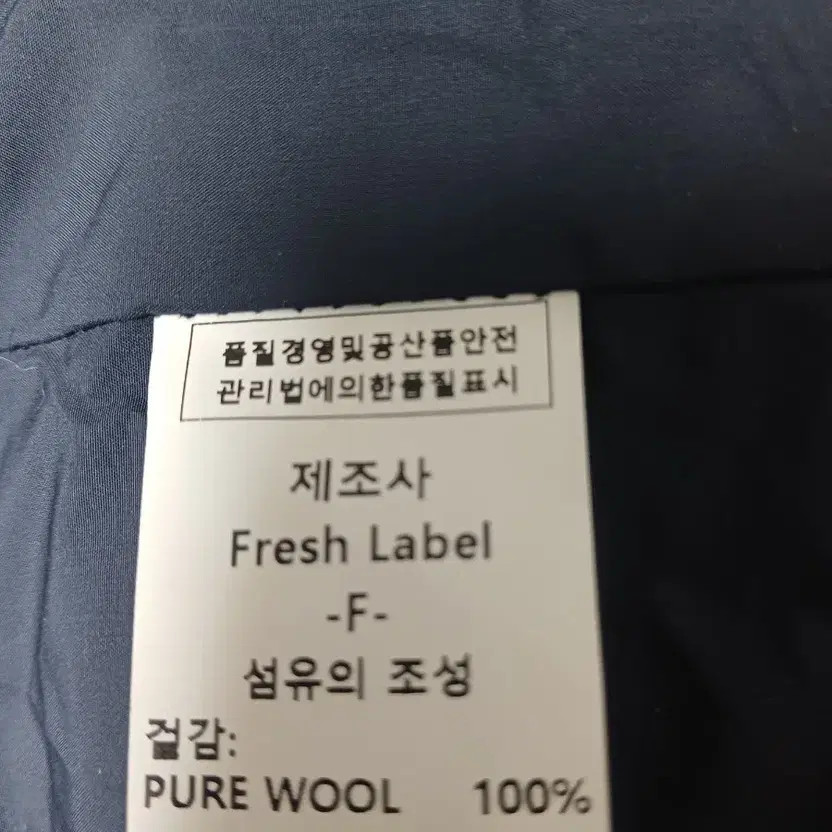 품질경영및공산품안전
관리법에의한품질표시
제조사
Fresh Label
-F-
섬유의 조성
겉감:
PURE WOOL 100%